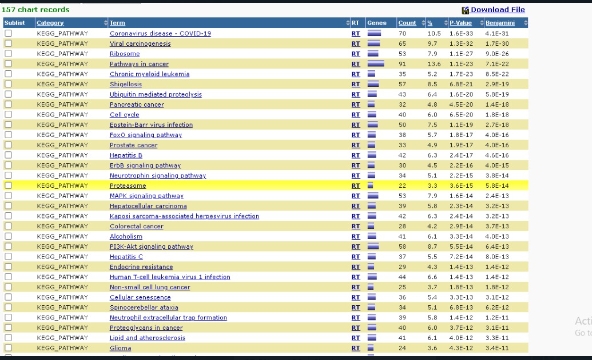 157 chart records Download File
Sublist Category Term RT Genes Count % P-Value Benjamini
KEGG_PATHWAY Coronavirus disease - COVID-19 RT 70 10.5 1.6E-33 4.1E-31
KEGG_PATHWAY Viral carcinogenesis RT 65 9.7 1.3E-32 1.7E-30
KEGG_PATHWAY Ribosome RT 53 7.9 1.1E-27 9.0E-26
KEGG_PATHWAY Pathways in cancer RT 91 13.6 1.1E-23 7.1E-22
KEGG_PATHWAY Chronic myeloid leukemia RT 35 5.2 1.7E-23 8.5E-22
KEGG_PATHWAY Shigellosis RT 57 8.5 6.8E-21 2.9E-19
KEGG_PATHWAY Ubiquitin mediated proteolysis RT 43 6.4 1.6E-20 5.8E-19
KEGG_PATHWAY Pancreatic cancer RT 32 4.8 4.5E-20 1.4E-18
KEGG_PATHWAY Cell cycle RT 40 6.0 6.5E-20 1.8E-18
KEGG_PATHWAY Epstein-Barr virus infection RT 50 7.5 1.1E-19 2.7E-18
KEGG_PATHWAY FoxO signaling pathway RT 38 5.7 1.8E-17 4.0E-16
KEGG_PATHWAY Prostate cancer RT 33 4.9 1.9E-17 4.0E-16
KEGG_PATHWAY Hepatitis B RT 42 6.3 2.4E-17 4.6E-16
KEGG_PATHWAY ErbB signaling pathway RT 30 4.5 2.2E-16 4.0E-15
KEGG_PATHWAY Neurotrophin signaling pathway RT 34 5.1 2.2E-15 3.8E-14
KEGG_PATHWAY Proteasome RT 22 3.3 3.6E-15 5.8E-14
KEGG_PATHWAY MAPK signaling pathway RT 53 7.9 1.6E-14 2.4E-13
KEGG_PATHWAY Hepatocellular carcinoma RT 39 5.8 2.3E-14 3.2E-13
KEGG_PATHWAY Kaposi sarcoma-associated herpesvirus infection RT 42 6.3 2.4E-14 3.2E-13
KEGG_PATHWAY Colorectal cancer RT 28 4.2 2.9E-14 3.7E-13
KEGG_PATHWAY Alcoholism RT 41 6.1 3.3E-14 4.0E-13
KEGG_PATHWAY PI3K-Akt signaling pathway RT 58 8.7 5.5E-14 6.4E-13
KEGG_PATHWAY Hepatitis C RT 37 5.5 7.2E-14 8.0E-13
KEGG_PATHWAY Endocrine resistance RT 29 4.3 1.4E-13 1.4E-12
KEGG_PATHWAY Human T-cell leukemia virus 1 infection RT 44 6.6 1.4E-13 1.4E-12
KEGG_PATHWAY Non-small cell lung cancer RT 25 3.7 1.8E-13 1.8E-12
KEGG_PATHWAY Cellular senescence RT 36 5.4 3.3E-13 3.1E-12
KEGG_PATHWAY Spinocerebellar ataxia RT 34 5.1 6.8E-13 6.2E-12
KEGG_PATHWAY Neutrophil extracellular trap formation RT 39 5.8 1.4E-12 1.2E-11
KEGG_PATHWAY Proteoglycans in cancer RT 40 6.0 3.7E-12 3.1E-11
KEGG_PATHWAY Lipid and atherosclerosis RT 41 6.1 4.0E-12 3.3E-11
KEGG_PATHWAY Glioma RT 24 3.6 4.3E-12 3.4E-11
Acti
Go to